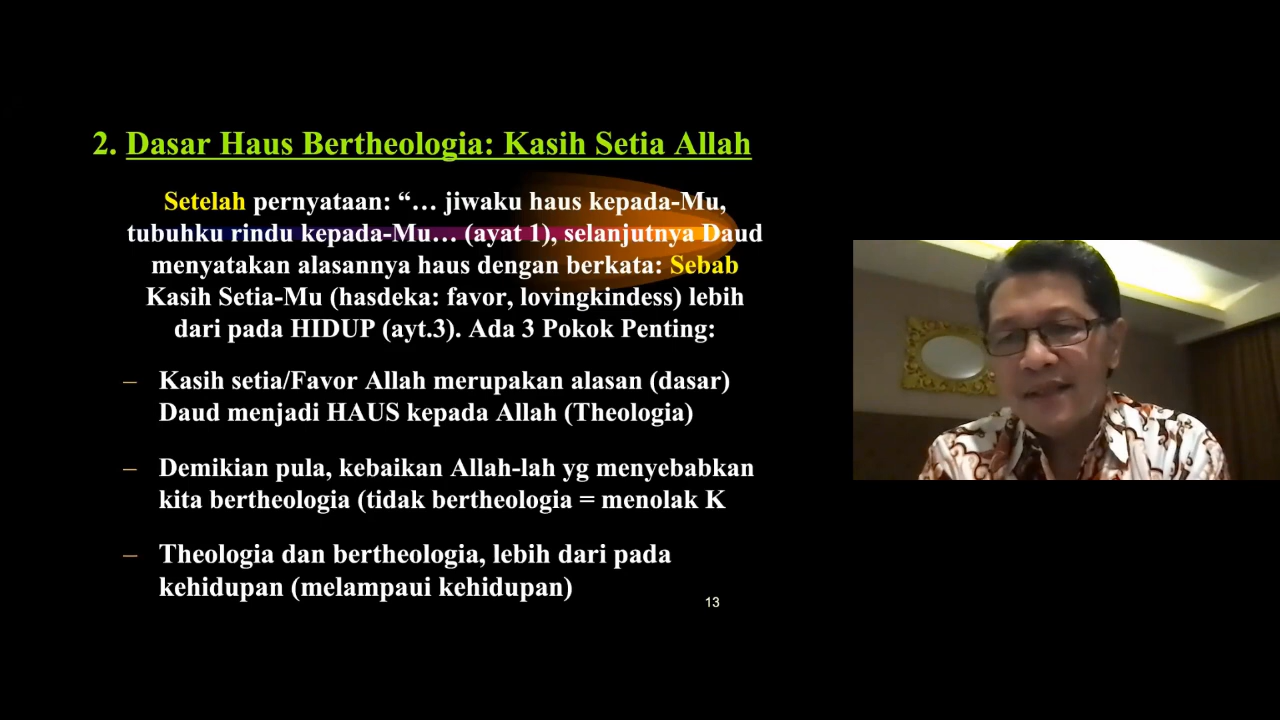 2. Dasar Haus Bertheologia: Kasih Setia Allah
Setelah pernyataan: “… jiwaku haus kepada-Mu,
tubuhku rindu kepada-Mu… (ayat 1), selanjutnya Daud
menyatakan alasannya haus dengan berkata: Sebab
Kasih Setia-Mu (hasdeka: favor, lovingkindess) lebih
dari pada HIDUP (ayt.3). Ada 3 Pokok Penting:
– Kasih setia/Favor Allah merupakan alasan (dasar)
Daud menjadi HAUS kepada Allah (Theologia)
– Demikian pula, kebaikan Allah-lah yg menyebabkan
kita bertheologia (tidak bertheologia = menolak K
– Theologia dan bertheologia, lebih dari pada
kehidupan (melampaui kehidupan)
13